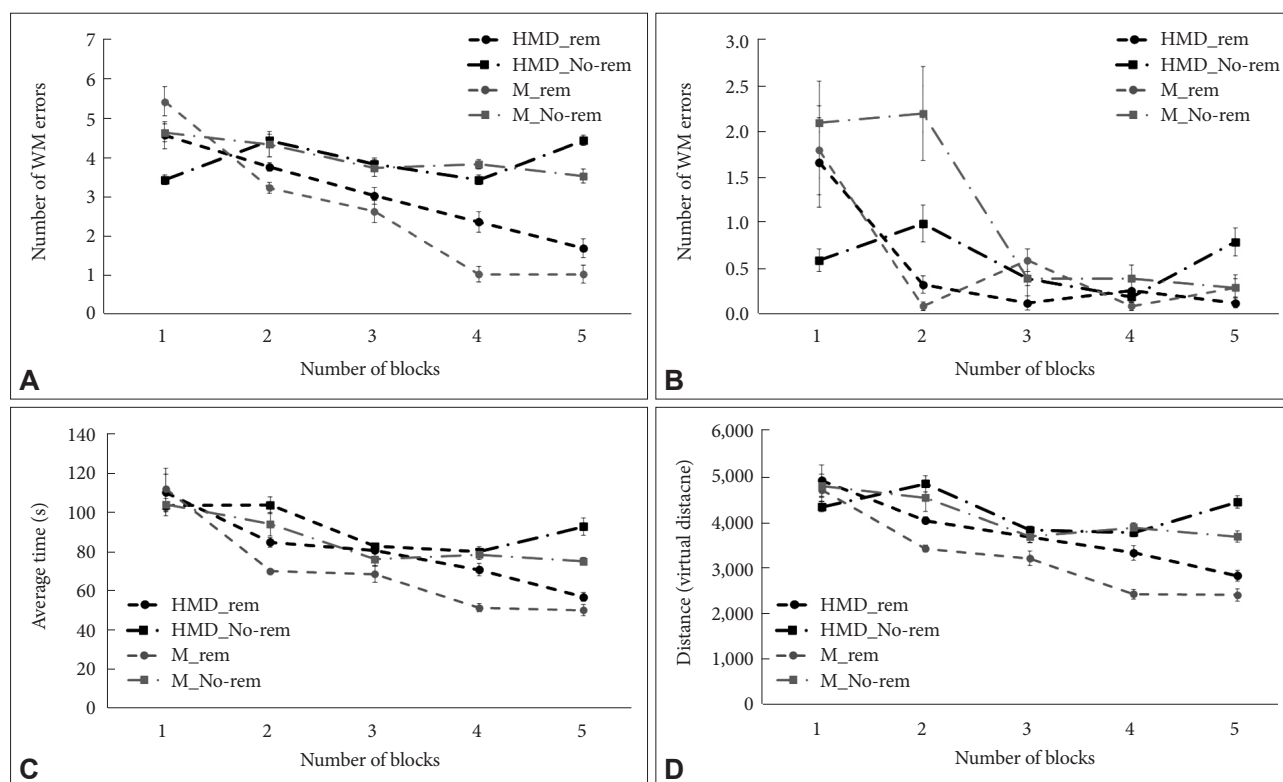 7
6
5
4
3
2
1
0
Number of WM errors
HMD_rem
HMD_No-rem
M_rem
M_No-rem
1 2 3 4 5
Number of blocks
A
3.0
2.5
2.0
1.5
1.0
0.5
0.0
Number of WM errors
HMD_rem
HMD_No-rem
M_rem
M_No-rem
1 2 3 4 5
Number of blocks
B
140
120
100
80
60
40
20
0
Average time (s)
HMD_rem
HMD_No-rem
M_rem
M_No-rem
1 2 3 4 5
Number of blocks
C
6,000
5,000
4,000
3,000
2,000
1,000
0
Distance (virtual distacne)
HMD_rem
HMD_No-rem
M_rem
M_No-rem
1 2 3 4 5
Number of blocks
D